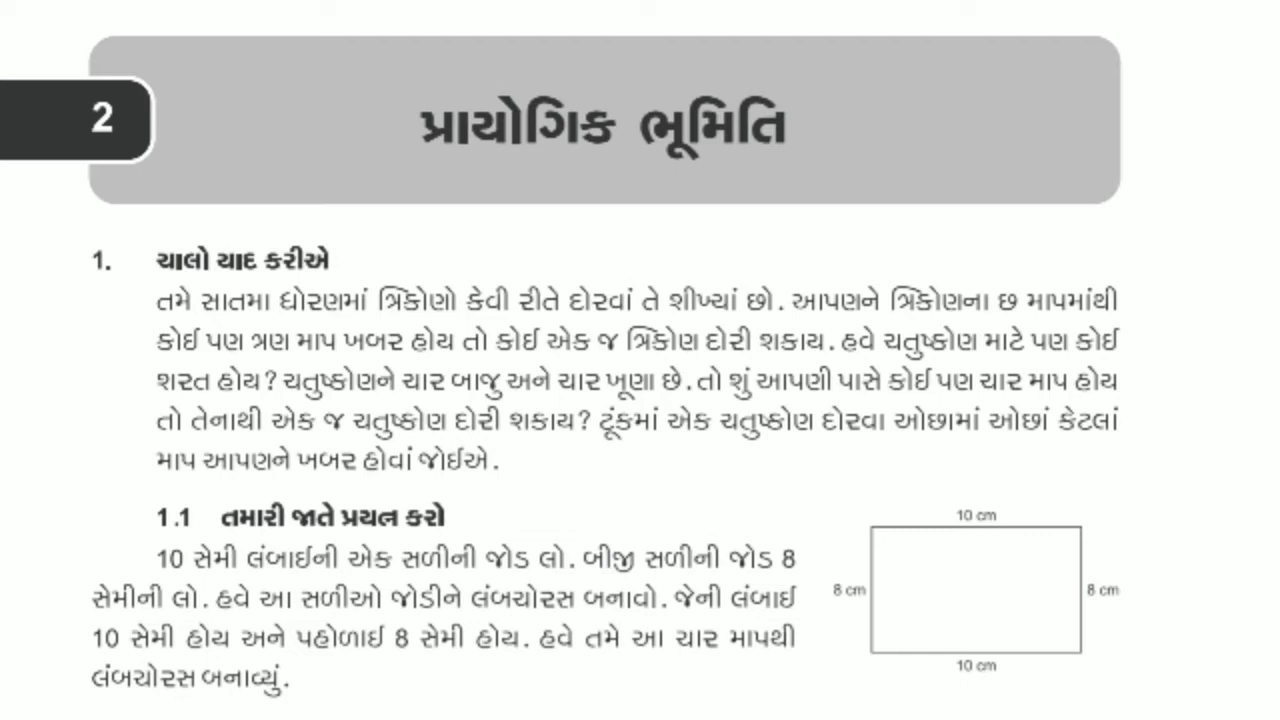 2
પ્રાયોગિક ભૂમિતિ
1. ચાલો યાદ કરીએ
તમે સાતમા ધોરણમાં ત્રિકોણો કેવી રીતે દોરવાં તે શીખ્યાં છો. આપણને ત્રિકોણના છ માપમાંથી
કોઈ પણ ત્રણ માપ ખબર હોય તો કોઈ એક જ ત્રિકોણ દોરી શકાય. હવે ચતુષ્કોણ માટે પણ કોઈ
શરત હોય? ચતુષ્કોણને ચાર બાજુ અને ચાર ખૂણા છે. તો શું આપણી પાસે કોઈ પણ ચાર માપ હોય
તો તેનાથી એક જ ચતુષ્કોણ દોરી શકાય? ટૂંકમાં એક ચતુષ્કોણ દોરવા ઓછામાં ઓછાં કેટલાં
માપ આપણને ખબર હોવાં જોઈએ.
1.1 તમારી જાતે પ્રયત્ન કરો
10 સેમી લંબાઈની એક સળીની જોડ લો. બીજી સળીની જોડ 8
સેમીની લો. હવે આ સળીઓ જોડીને લંબચોરસ બનાવો. જેની લંબાઈ
10 સેમી હોય અને પહોળાઈ 8 સેમી હોય. હવે તમે આ ચાર માપથી
લંબચોરસ બનાવ્યું.
10 cm
8 cm
8 cm
10 cm